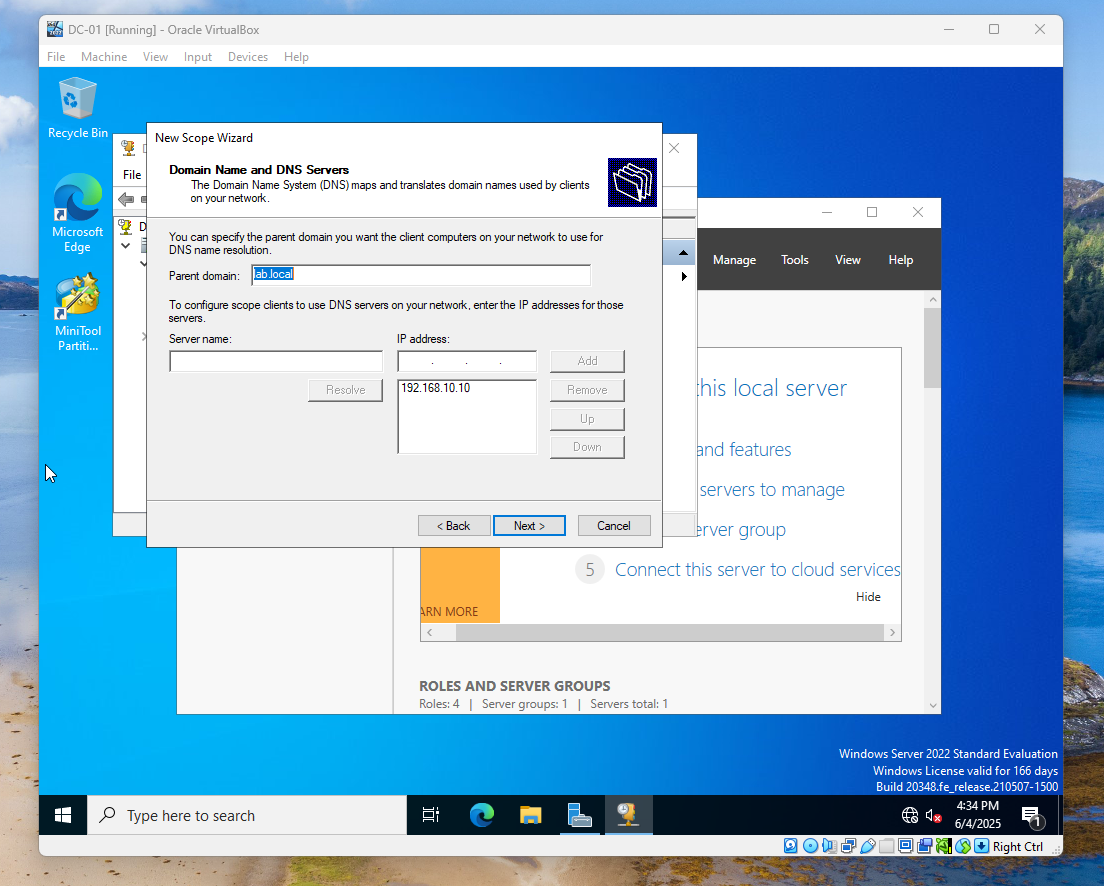 DC-01 [Running] - Oracle VirtualBox
File Machine View Input Devices Help
Recycle Bin
Microsoft
Edge
MiniTool
Partiti...
File
New Scope Wizard
Domain Name and DNS Servers
The Domain Name System (DNS) maps and translates domain names used by clients
on your network.
You can specify the parent domain you want the client computers on your network to use for
DNS name resolution.
Parent domain: lab.local
To configure scope clients to use DNS servers on your network, enter the IP addresses for those
servers.
Server name: IP address:
. . . Add
Resolve 192.168.10.10 Remove
Up
Down
< Back Next > Cancel
Manage Tools View Help
this local server
and features
servers to manage
erver group
5 Connect this server to cloud services
Hide
ARN MORE
ROLES AND SERVER GROUPS
Roles: 4 | Server groups: 1 | Servers total: 1
Windows Server 2022 Standard Evaluation
Windows License valid for 166 days
Build 20348.fe_release.210507-1500
Type here to search
4:34 PM
6/4/2025
1
Right Ctrl